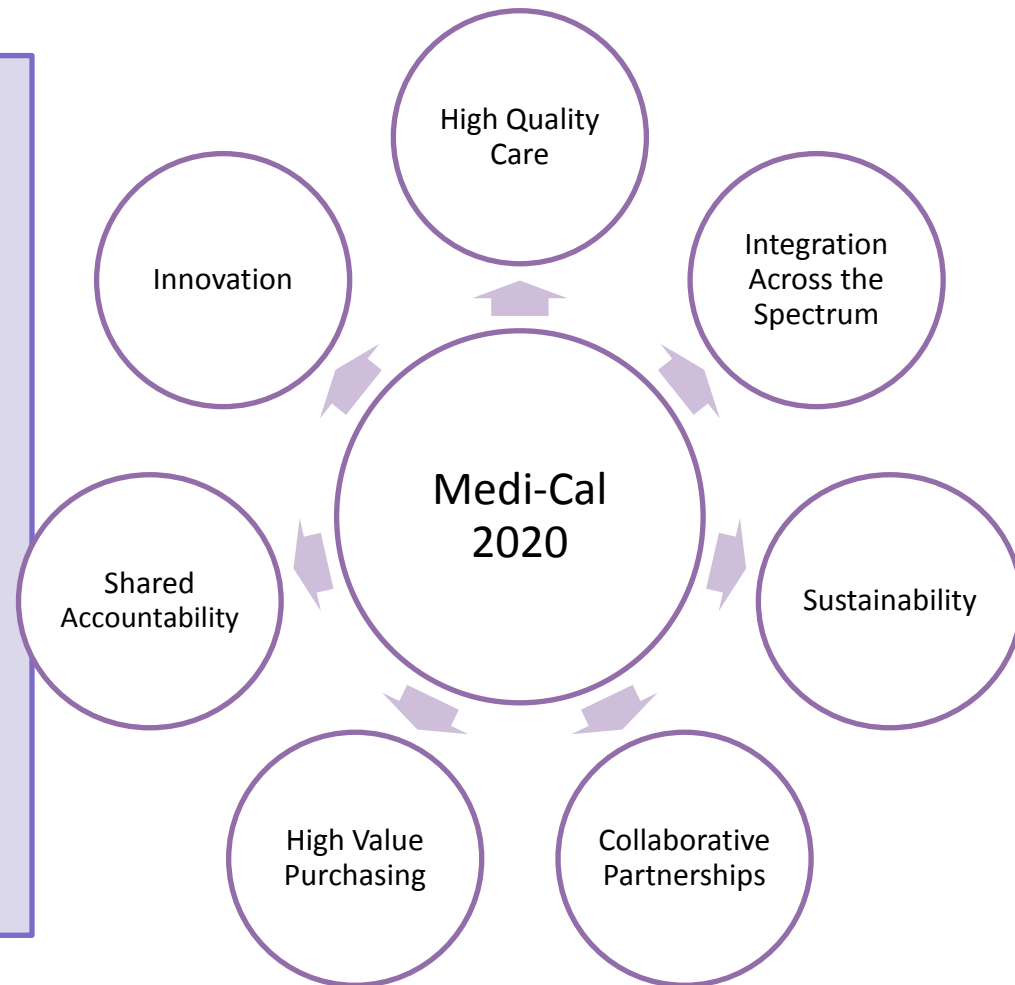 High Quality
Care
Integration
Across the
Spectrum
Sustainability
Collaborative
Partnerships
High Value
Purchasing
Shared
Accountability
Innovation
Medi-Cal
2020